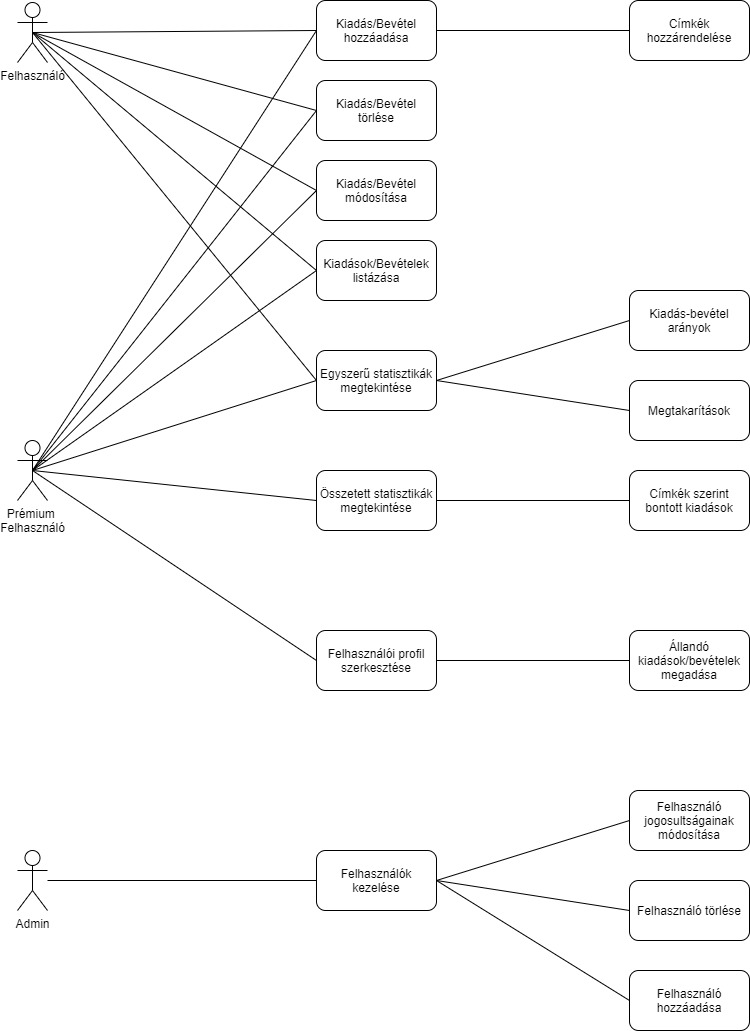 Felhasználó
Kiadás/Bevétel
hozzáadása
Címkék
hozzárendelése
Kiadás/Bevétel
törlése
Kiadás/Bevétel
módosítása
Kiadások/Bevételek
listázása
Kiadás-bevétel
arányok
Egyszerű statisztikák
megtekintése
Megtakarítások
Prémium
Felhasználó
Összetett statisztikák
megtekintése
Címkék szerint
bontott kiadások
Felhasználói profil
szerkesztése
Állandó
kiadások/bevételek
megadása
Felhasználó
jogosultságainak
módosítása
Admin
Felhasználók
kezelése
Felhasználó törlése
Felhasználó
hozzáadása